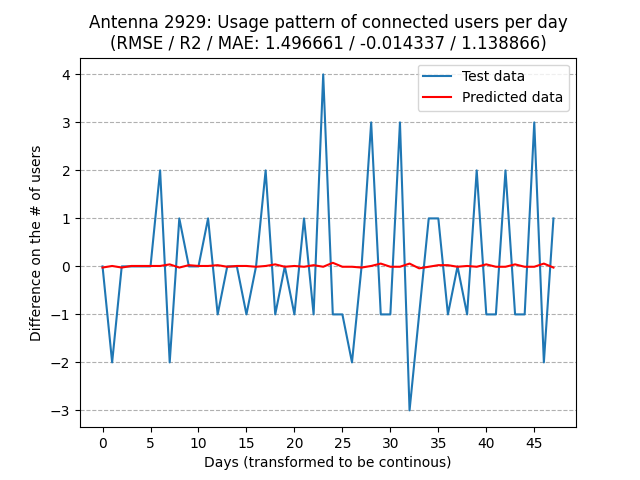 Antenna 2929: Usage pattern of connected users per day
(RMSE / R2 / MAE: 1.496661 / -0.014337 / 1.138866)
Test data
Predicted data
Difference on the # of users
4
3
2
1
0
−1
−2
−3
0 5 10 15 20 25 30 35 40 45
Days (transformed to be continous)